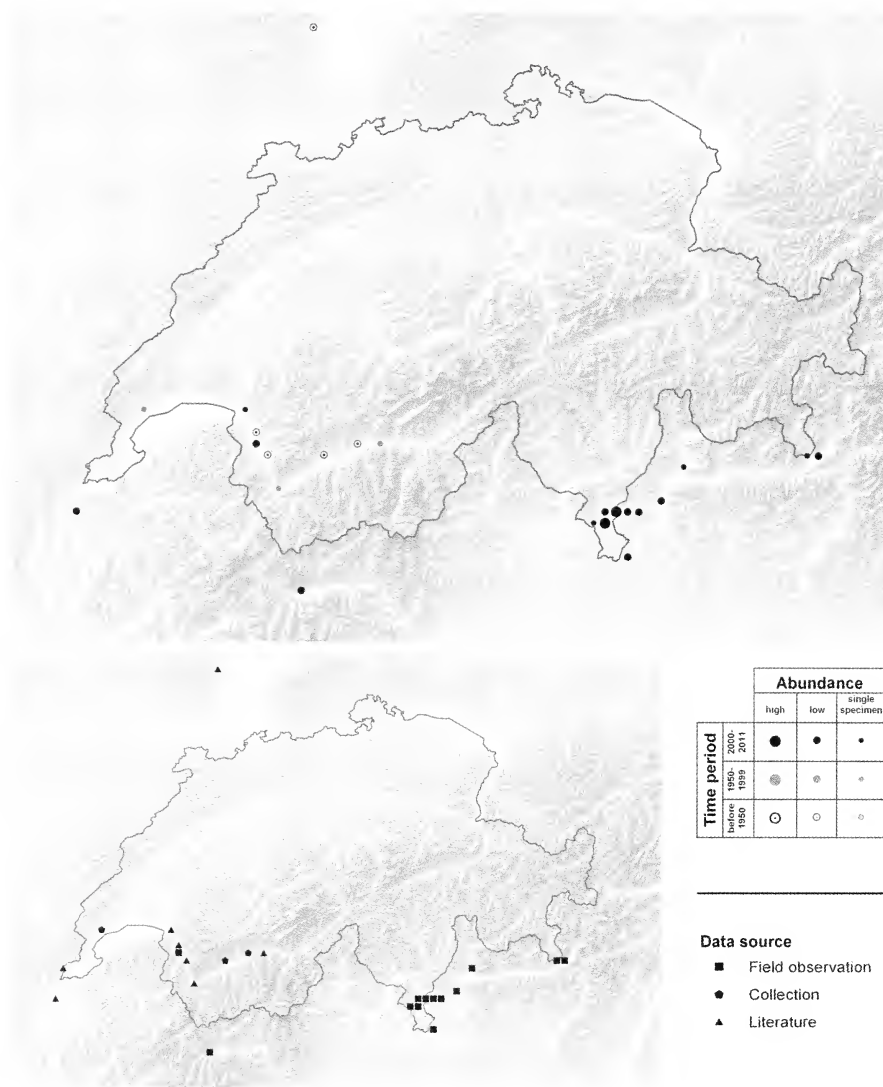 Abundance
high low single specimen
Time period
2000-2011
1950-1999
before 1950
Data source
Field observation
Collection
Literature